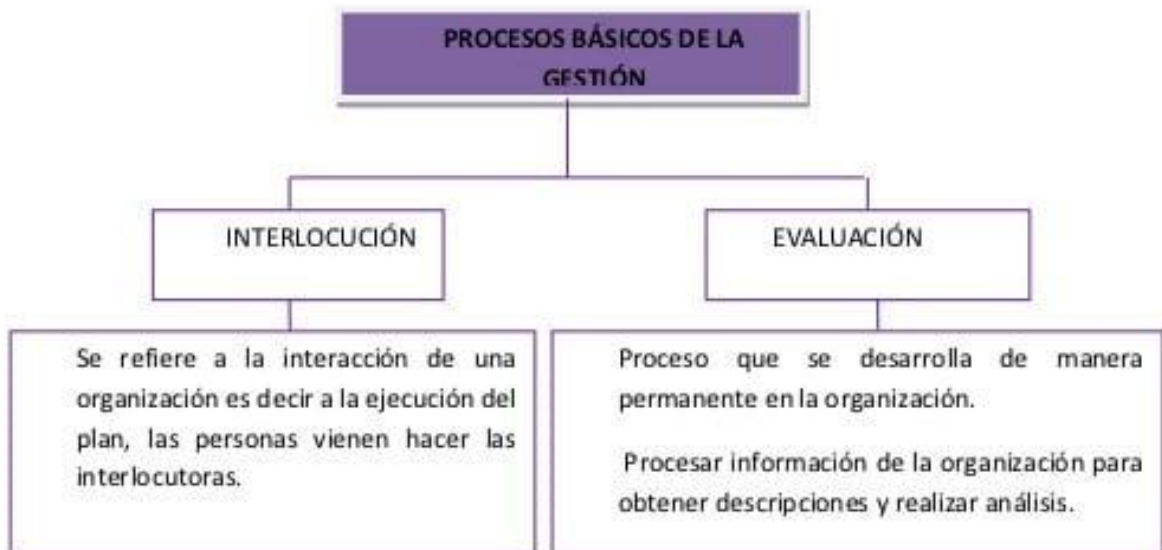 PROCESOS BÁSICOS DE LA
GESTIÓN
INTERLOCUCIÓN
EVALUACIÓN
Se refiere a la interacción de una
organización es decir a la ejecución del
plan, las personas vienen hacer las
interlocutoras.
Proceso que se desarrolla de manera
permanente en la organización.
Procesar información de la organización para
obtener descripciones y realizar análisis.